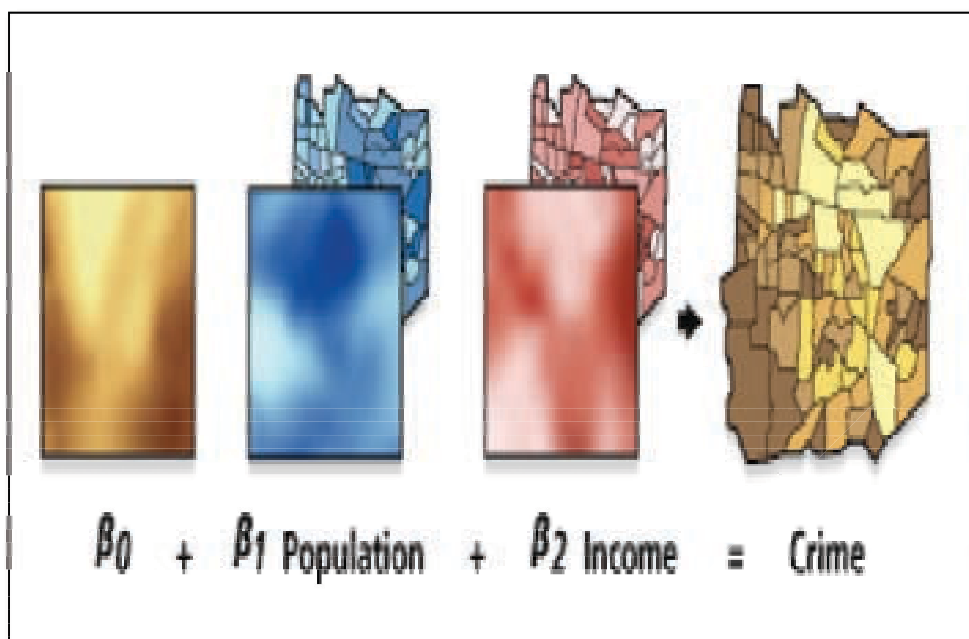 β0 + β1 Population + β2 Income = Crime